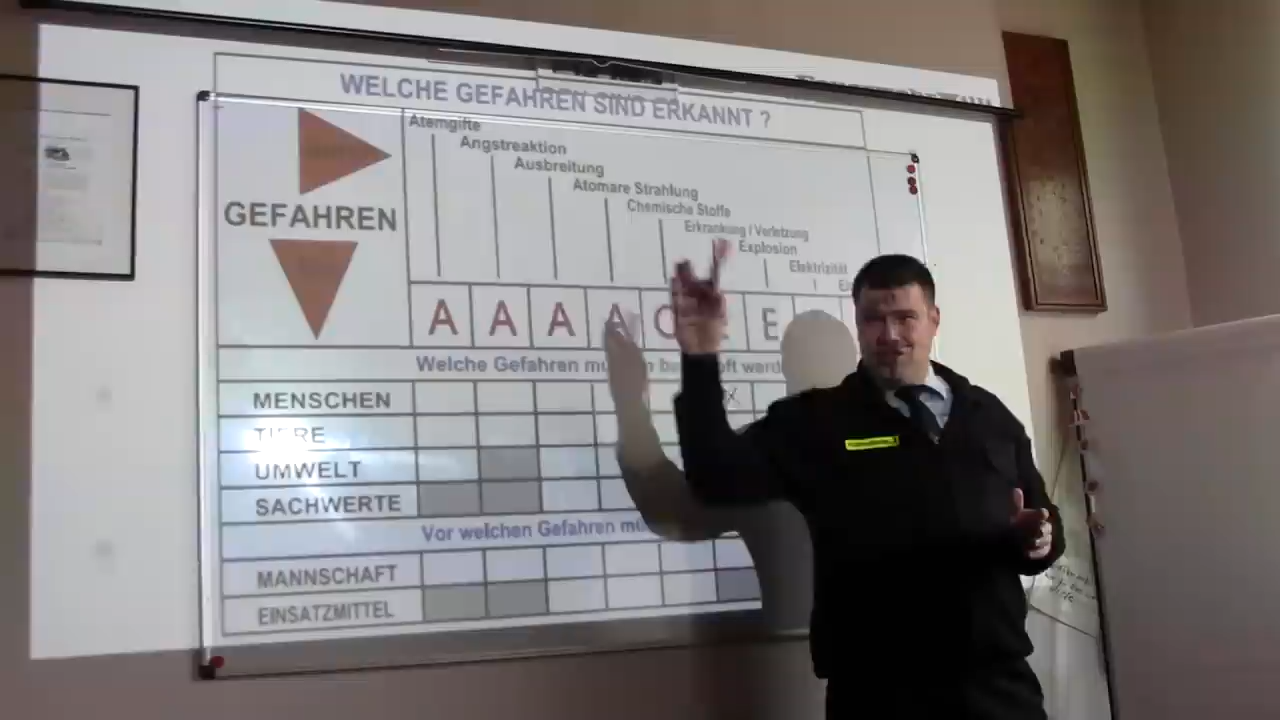 WELCHE GEFAHREN SIND ERKANNT ?
Atemgifte
Angstreaktion
Ausbreitung
Atomare Strahlung
Chemische Stoffe
Erkrankung / Verletzung
Explosion
Elektrizität
GEFAHREN
A A A A C E
Welche Gefahren
MENSCHEN
X
TIERE
UMWELT
SACHWERTE
Vor welchen Gefahren
MANNSCHAFT
EINSATZMITTEL